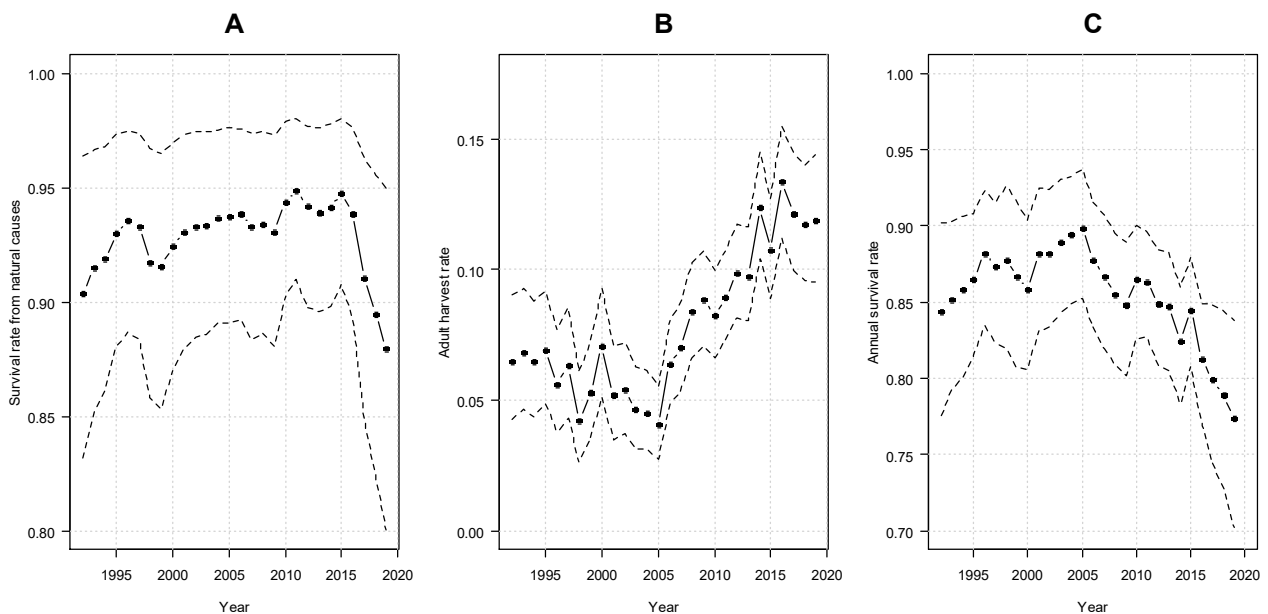 A
B
C
Survival rate from natural causes
1.00
0.95
0.90
0.85
0.80
1995 2000 2005 2010 2015 2020
Year
Adult harvest rate
0.15
0.10
0.05
0.00
1995 2000 2005 2010 2015 2020
Year
Annual survival rate
1.00
0.95
0.90
0.85
0.80
0.75
0.70
1995 2000 2005 2010 2015 2020
Year